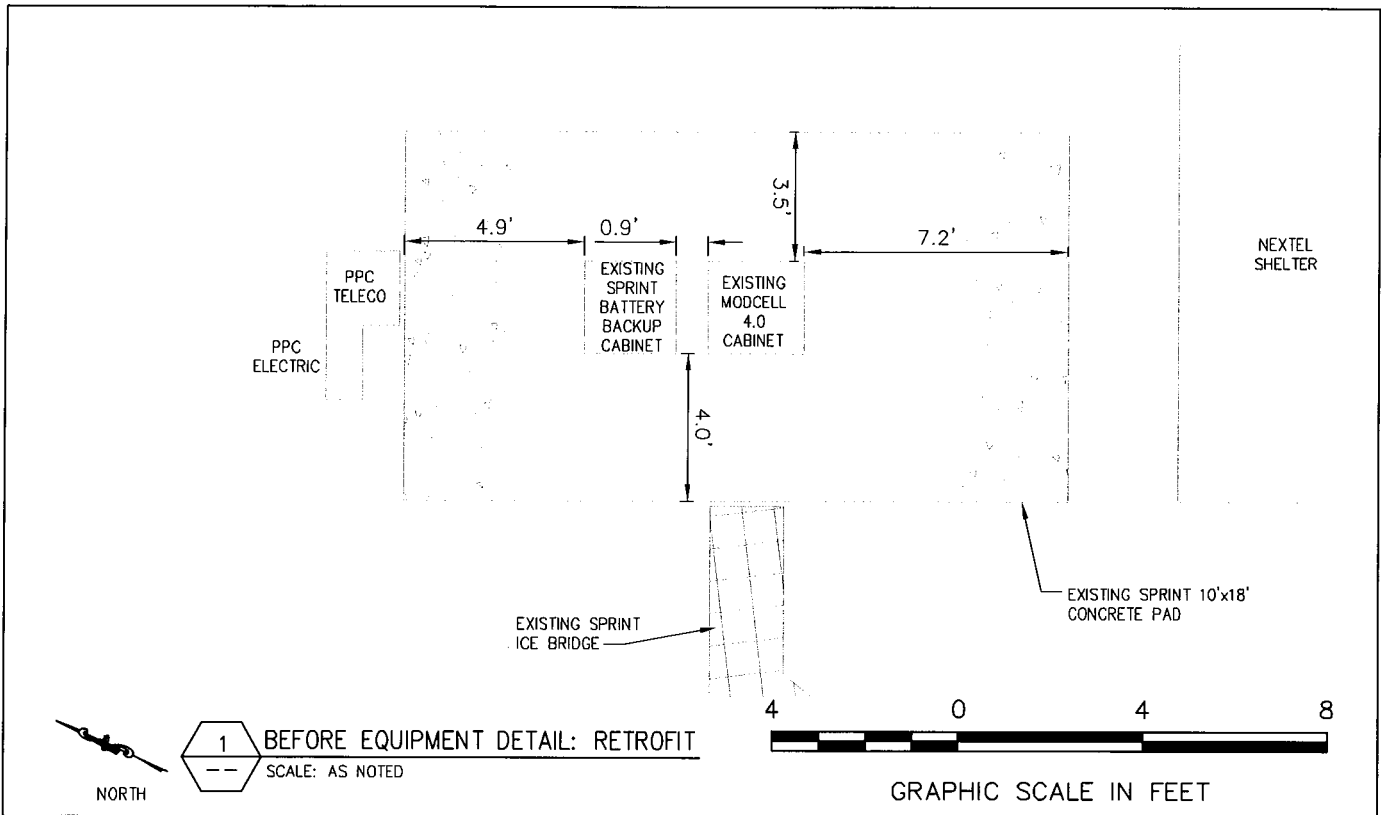 3.5'
4.9'
0.9'
7.2'
NEXTEL
SHELTER
PPC
TELCO
EXISTING
SPRINT
BATTERY
BACKUP
CABINET
EXISTING
MODCELL
4.0
CABINET
PPC
ELECTRIC
4.0'
EXISTING SPRINT 10'x18'
CONCRETE PAD
EXISTING SPRINT
ICE BRIDGE
NORTH
1
--
BEFORE EQUIPMENT DETAIL: RETROFIT
SCALE: AS NOTED
4 0 4 8
GRAPHIC SCALE IN FEET